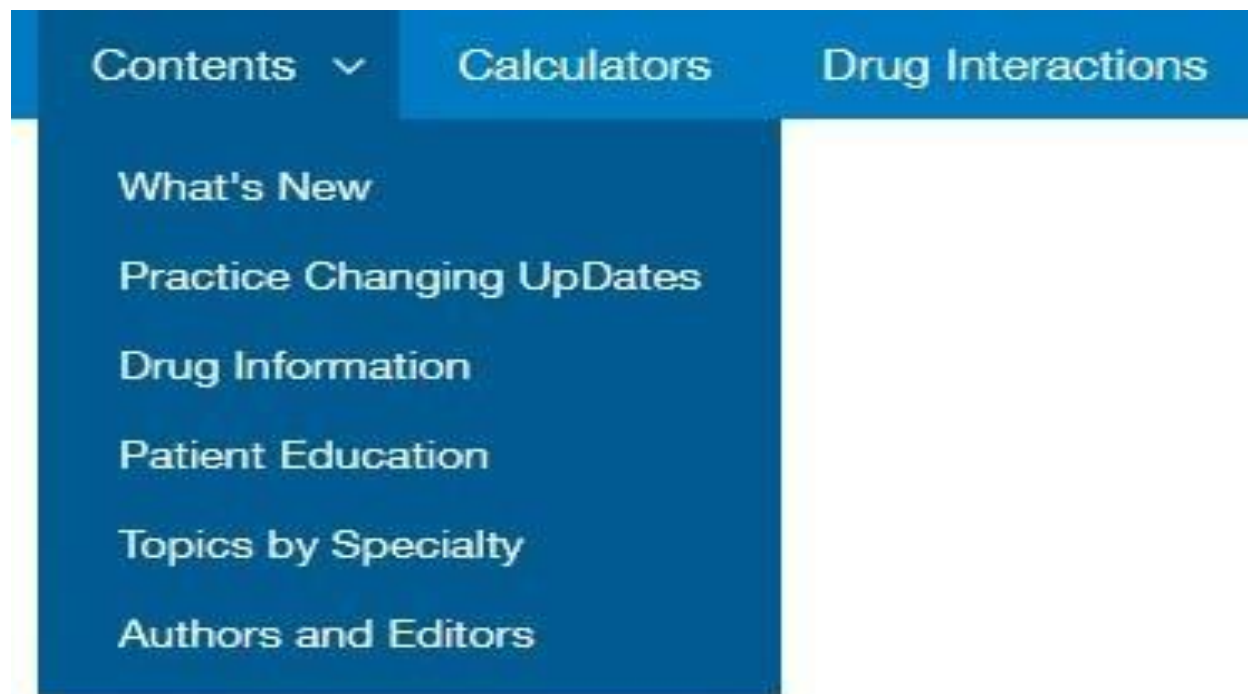 Contents Calculators Drug Interactions
What's New
Practice Changing UpDates
Drug Information
Patient Education
Topics by Specialty
Authors and Editors